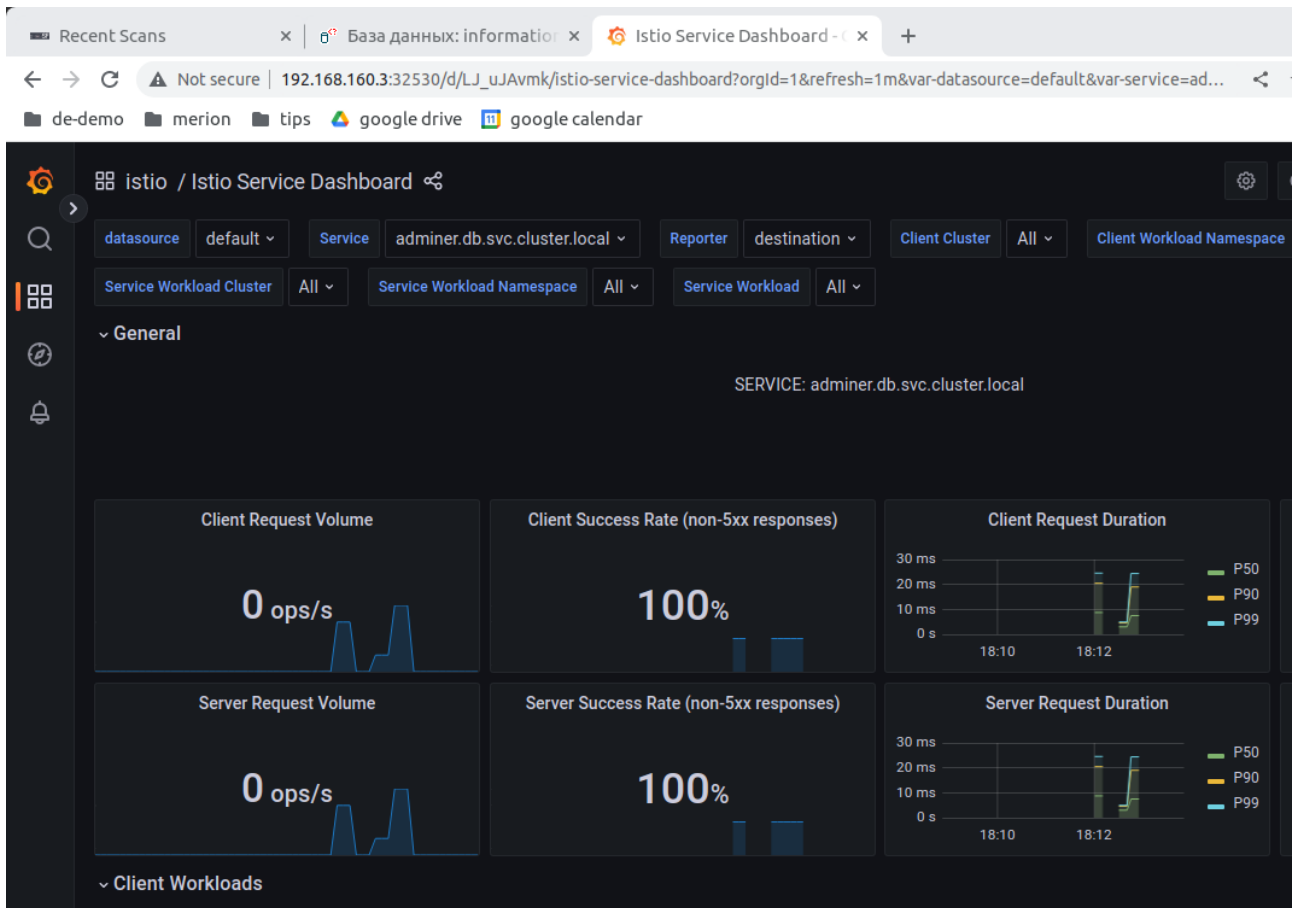 Recent Scans
База данных: information
Istio Service Dashboard - G
Not secure | 192.168.160.3:32530/d/LJ_uJAvmk/istio-service-dashboard?orgId=1&refresh=1m&var-datasource=default&var-service=ad...
de-demo merion tips google drive 11 google calendar
istio / Istio Service Dashboard
datasource default Service adminer.db.svc.cluster.local Reporter destination Client Cluster All Client Workload Namespace
Service Workload Cluster All Service Workload Namespace All Service Workload All
General
SERVICE: adminer.db.svc.cluster.local
Client Request Volume
0 ops/s
Client Success Rate (non-5xx responses)
100%
Client Request Duration
30 ms
20 ms
10 ms
0 s
18:10 18:12
P50
P90
P99
Server Request Volume
0 ops/s
Server Success Rate (non-5xx responses)
100%
Server Request Duration
30 ms
20 ms
10 ms
0 s
18:10 18:12
P50
P90
P99
Client Workloads